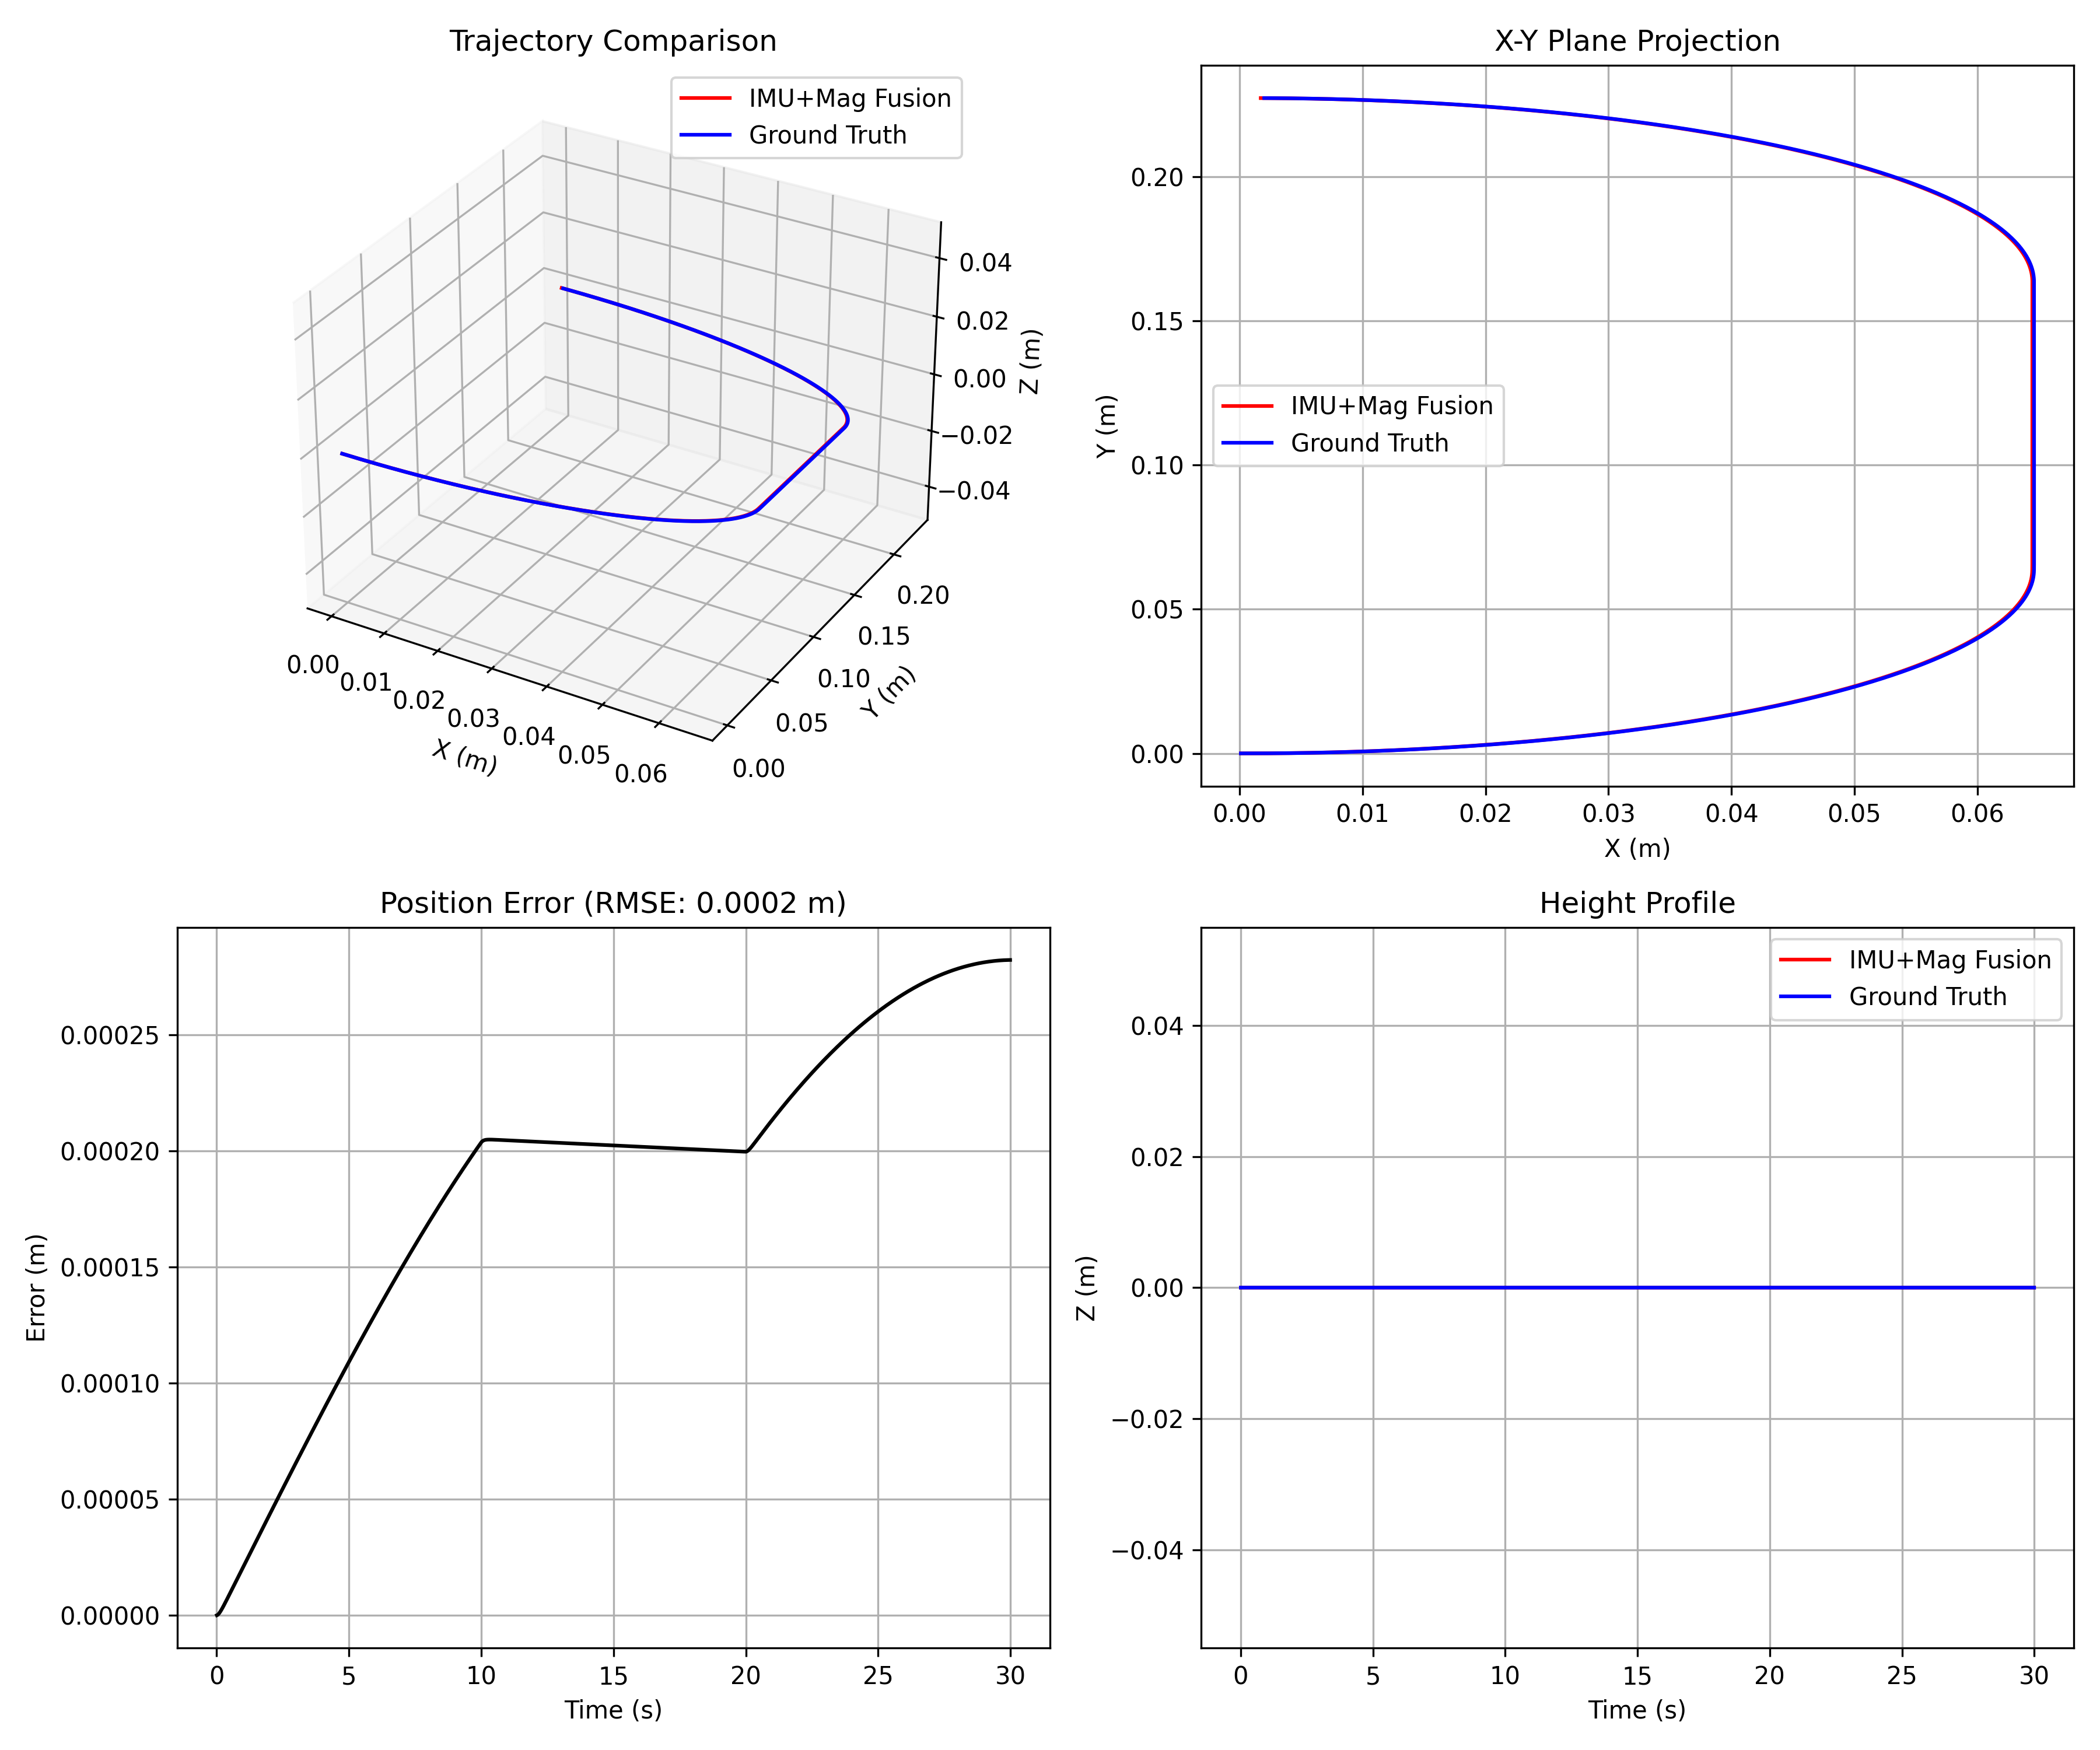 Trajectory Comparison
IMU+Mag Fusion
Ground Truth
0.04
0.02
0.00
−0.02
−0.04
Z (m)
0.20
0.15
0.10
0.05
0.00
Y (m)
0.00
0.01
0.02
0.03
0.04
0.05
0.06
X (m)
X-Y Plane Projection
0.20
0.15
0.10
0.05
0.00
Y (m)
IMU+Mag Fusion
Ground Truth
0.00 0.01 0.02 0.03 0.04 0.05 0.06
X (m)
Position Error (RMSE: 0.0002 m)
0.00025
0.00020
0.00015
0.00010
0.00005
0.00000
Error (m)
0 5 10 15 20 25 30
Time (s)
Height Profile
IMU+Mag Fusion
Ground Truth
0.04
0.02
0.00
−0.02
−0.04
Z (m)
0 5 10 15 20 25 30
Time (s)